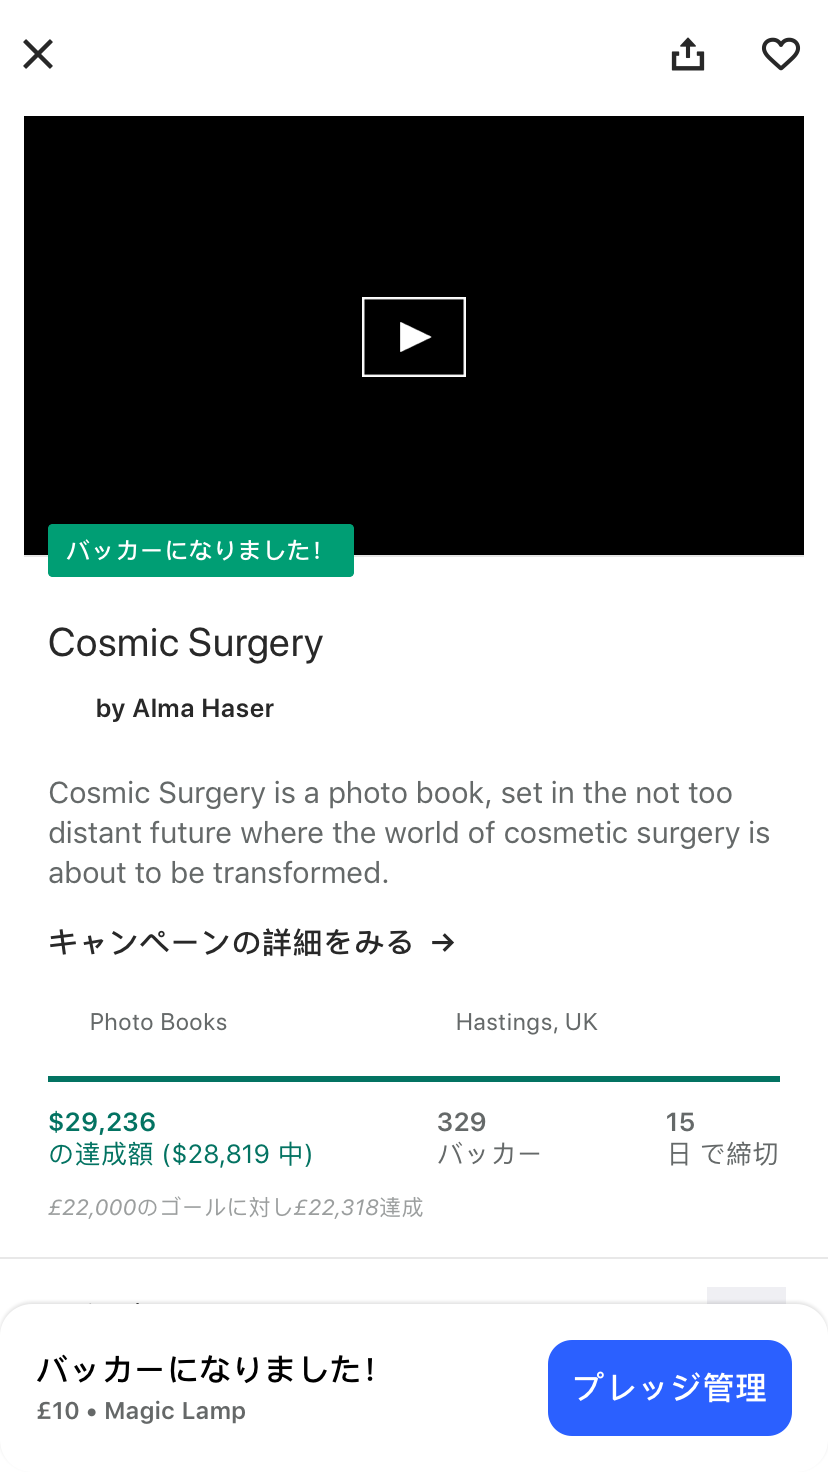 バッカーになりました!
Cosmic Surgery
by Alma Haser
Cosmic Surgery is a photo book, set in the not too
distant future where the world of cosmetic surgery is
about to be transformed.
キャンペーンの詳細をみる →
Photo Books
Hastings, UK
$29,236
の達成額 ($28,819 中)
329
バッカー
15
日 で締切
£22,000のゴールに対し£22,318達成
バッカーになりました!
£10 • Magic Lamp
プレッジ管理